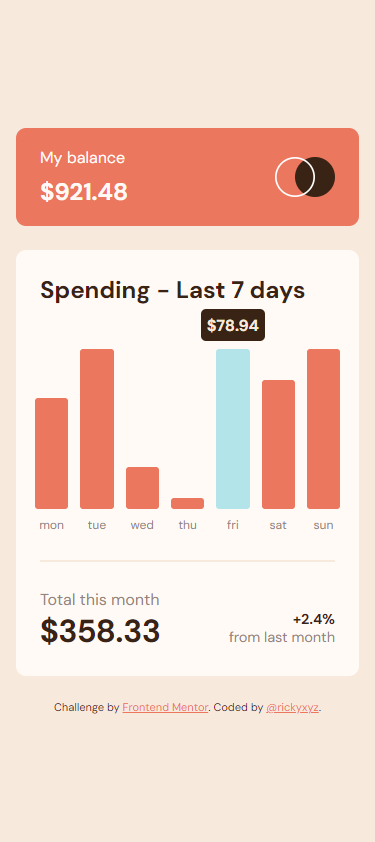 My balance
$921.48
Spending - Last 7 days
$78.94
mon tue wed thu fri sat sun
Total this month
$358.33
+2.4%
from last month
Challenge by Frontend Mentor. Coded by @rickyxyz.